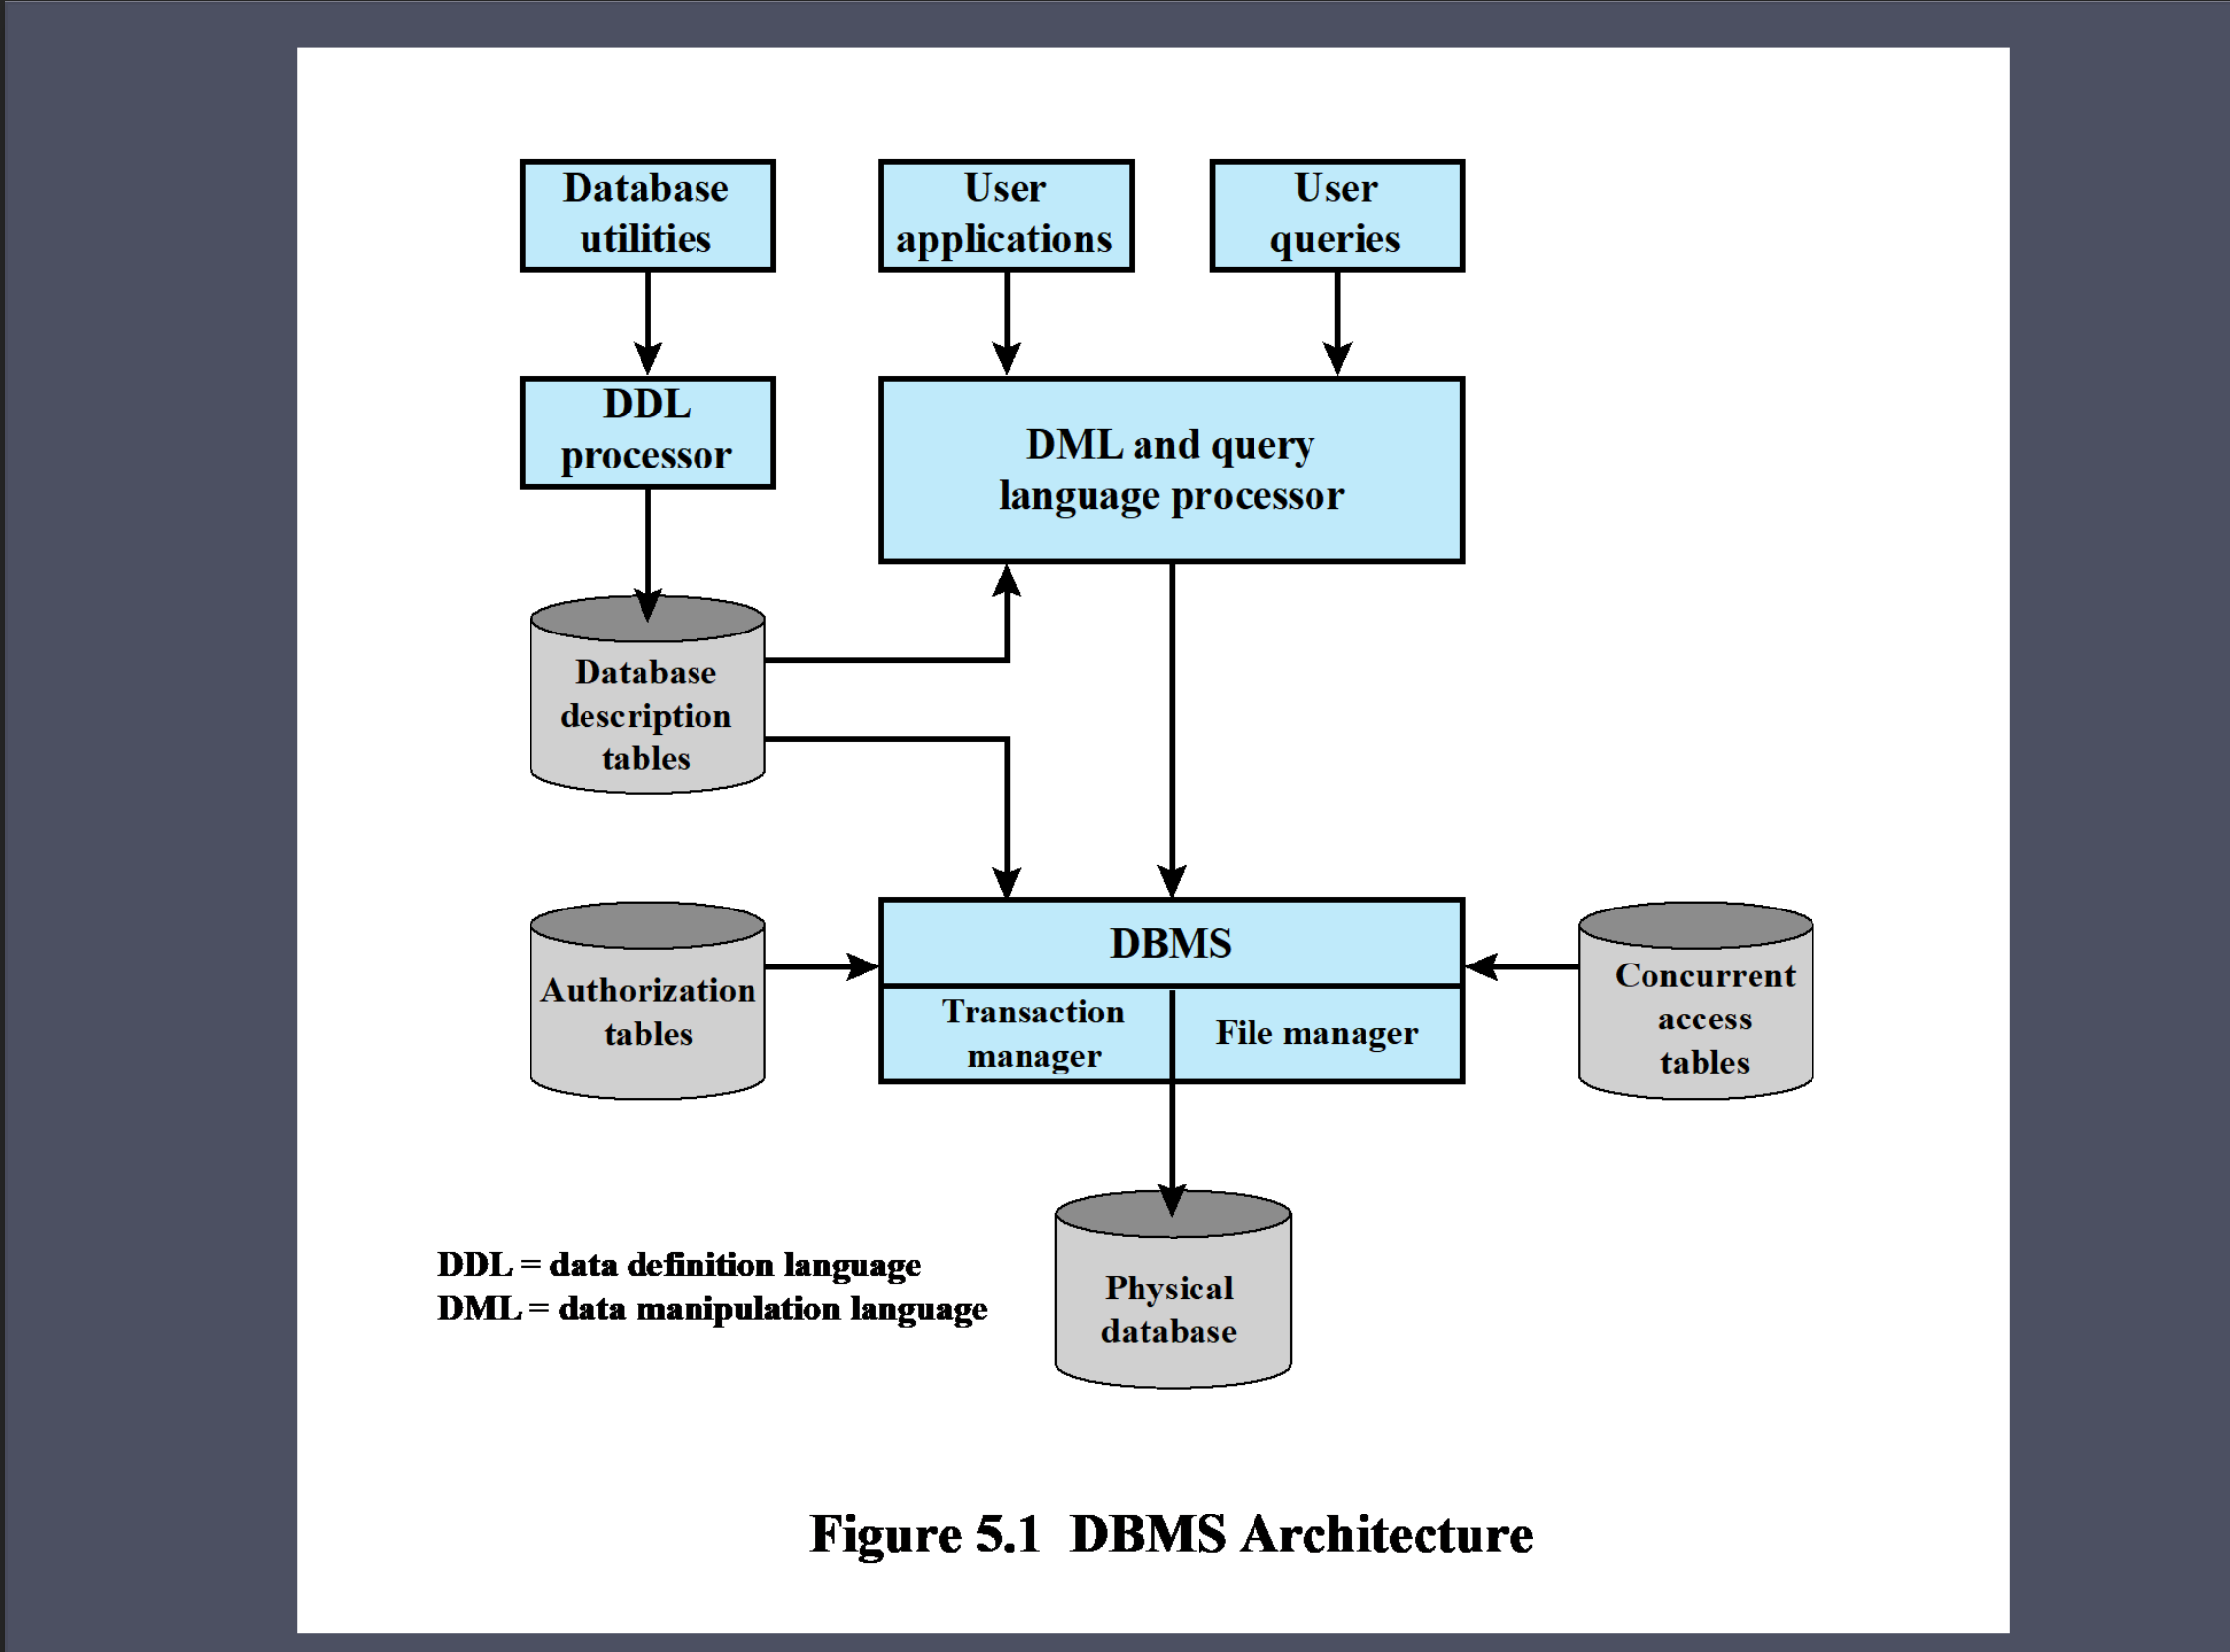 Database
utilities
User
applications
User
queries
DDL
processor
DML and query
language processor
Database
description
tables
Authorization
tables
DBMS
Transaction
manager
File manager
Concurrent
access
tables
Physical
database
DDL = data definition language
DML = data manipulation language
Figure 5.1 DBMS Architecture